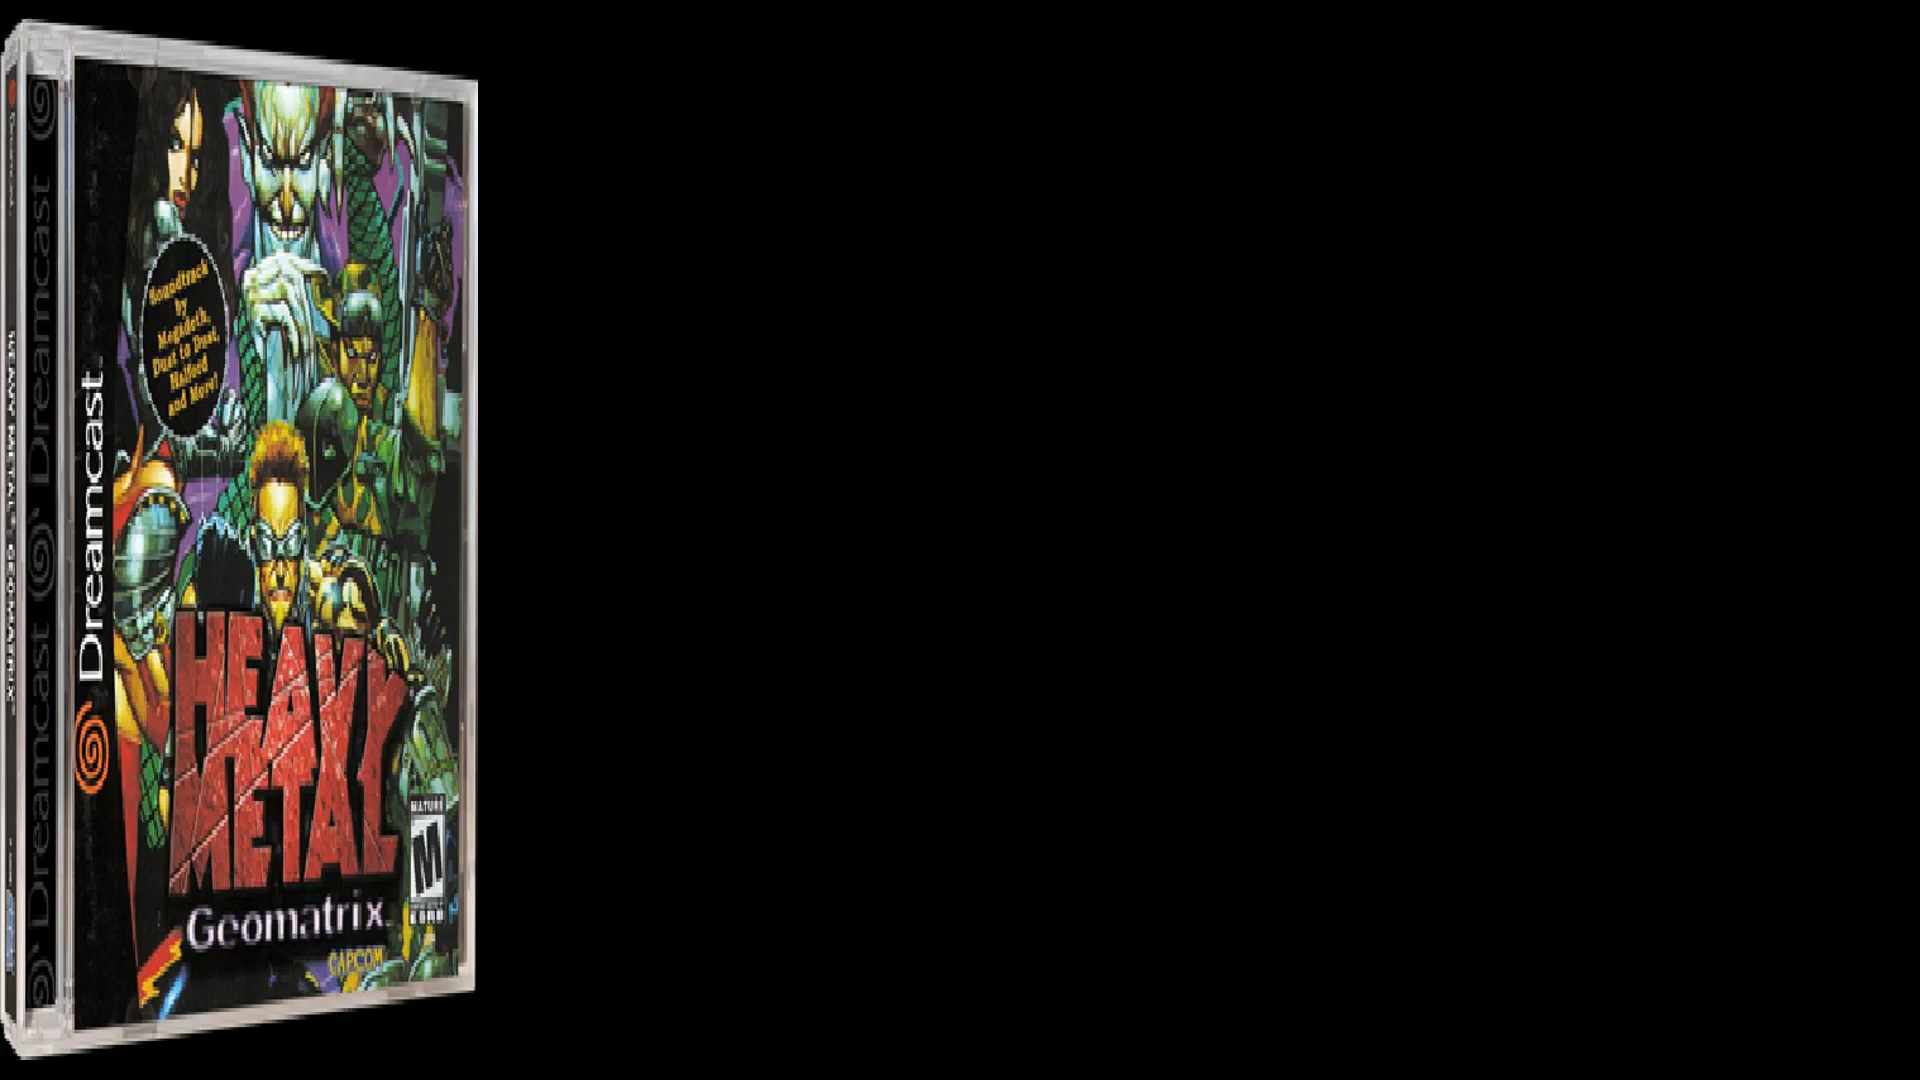 Dreamcast
Dreamcast
Dreamcast
HEAVY METAL: GEOMATRIX
Soundtrack
by
Megadeth,
Dust to Dust,
Halford
and More!
HEAVY
METAL
Geomatrix
MATURE
M
CAPCOM